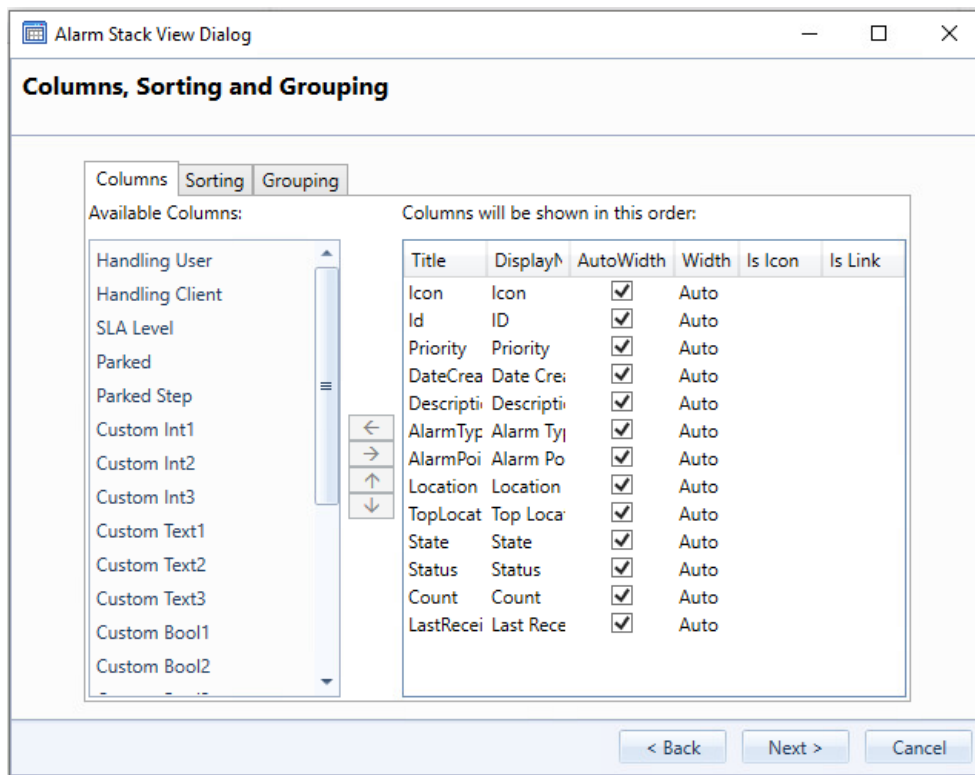 Alarm Stack View Dialog
Columns, Sorting and Grouping
Columns Sorting Grouping
Available Columns:
Handling User
Handling Client
SLA Level
Parked
Parked Step
Custom Int1
Custom Int2
Custom Int3
Custom Text1
Custom Text2
Custom Text3
Custom Bool1
Custom Bool2
Columns will be shown in this order:
Title DisplayN AutoWidth Width Is Icon Is Link
Icon Icon Auto
Id ID Auto
Priority Priority Auto
DateCrea Date Crea Auto
Descripti Descripti Auto
AlarmTyp Alarm Typ Auto
AlarmPoi Alarm Po Auto
Location Location Auto
TopLocat Top Locat Auto
State State Auto
Status Status Auto
Count Count Auto
LastRecei Last Rece Auto
< Back Next > Cancel